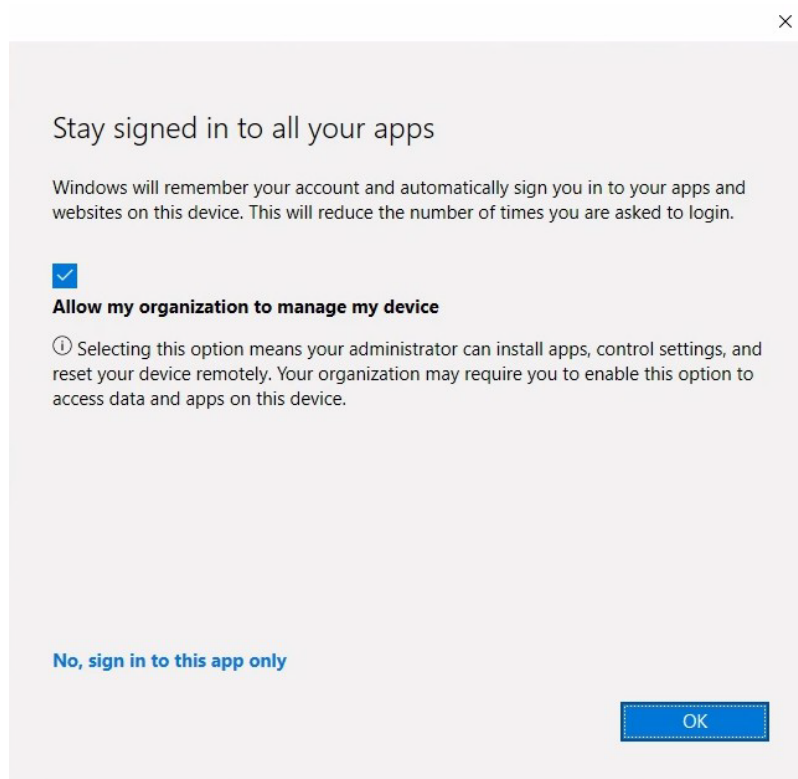 Stay signed in to all your apps
Windows will remember your account and automatically sign you in to your apps and
websites on this device. This will reduce the number of times you are asked to login.
Allow my organization to manage my device
Selecting this option means your administrator can install apps, control settings, and
reset your device remotely. Your organization may require you to enable this option to
access data and apps on this device.
No, sign in to this app only
OK